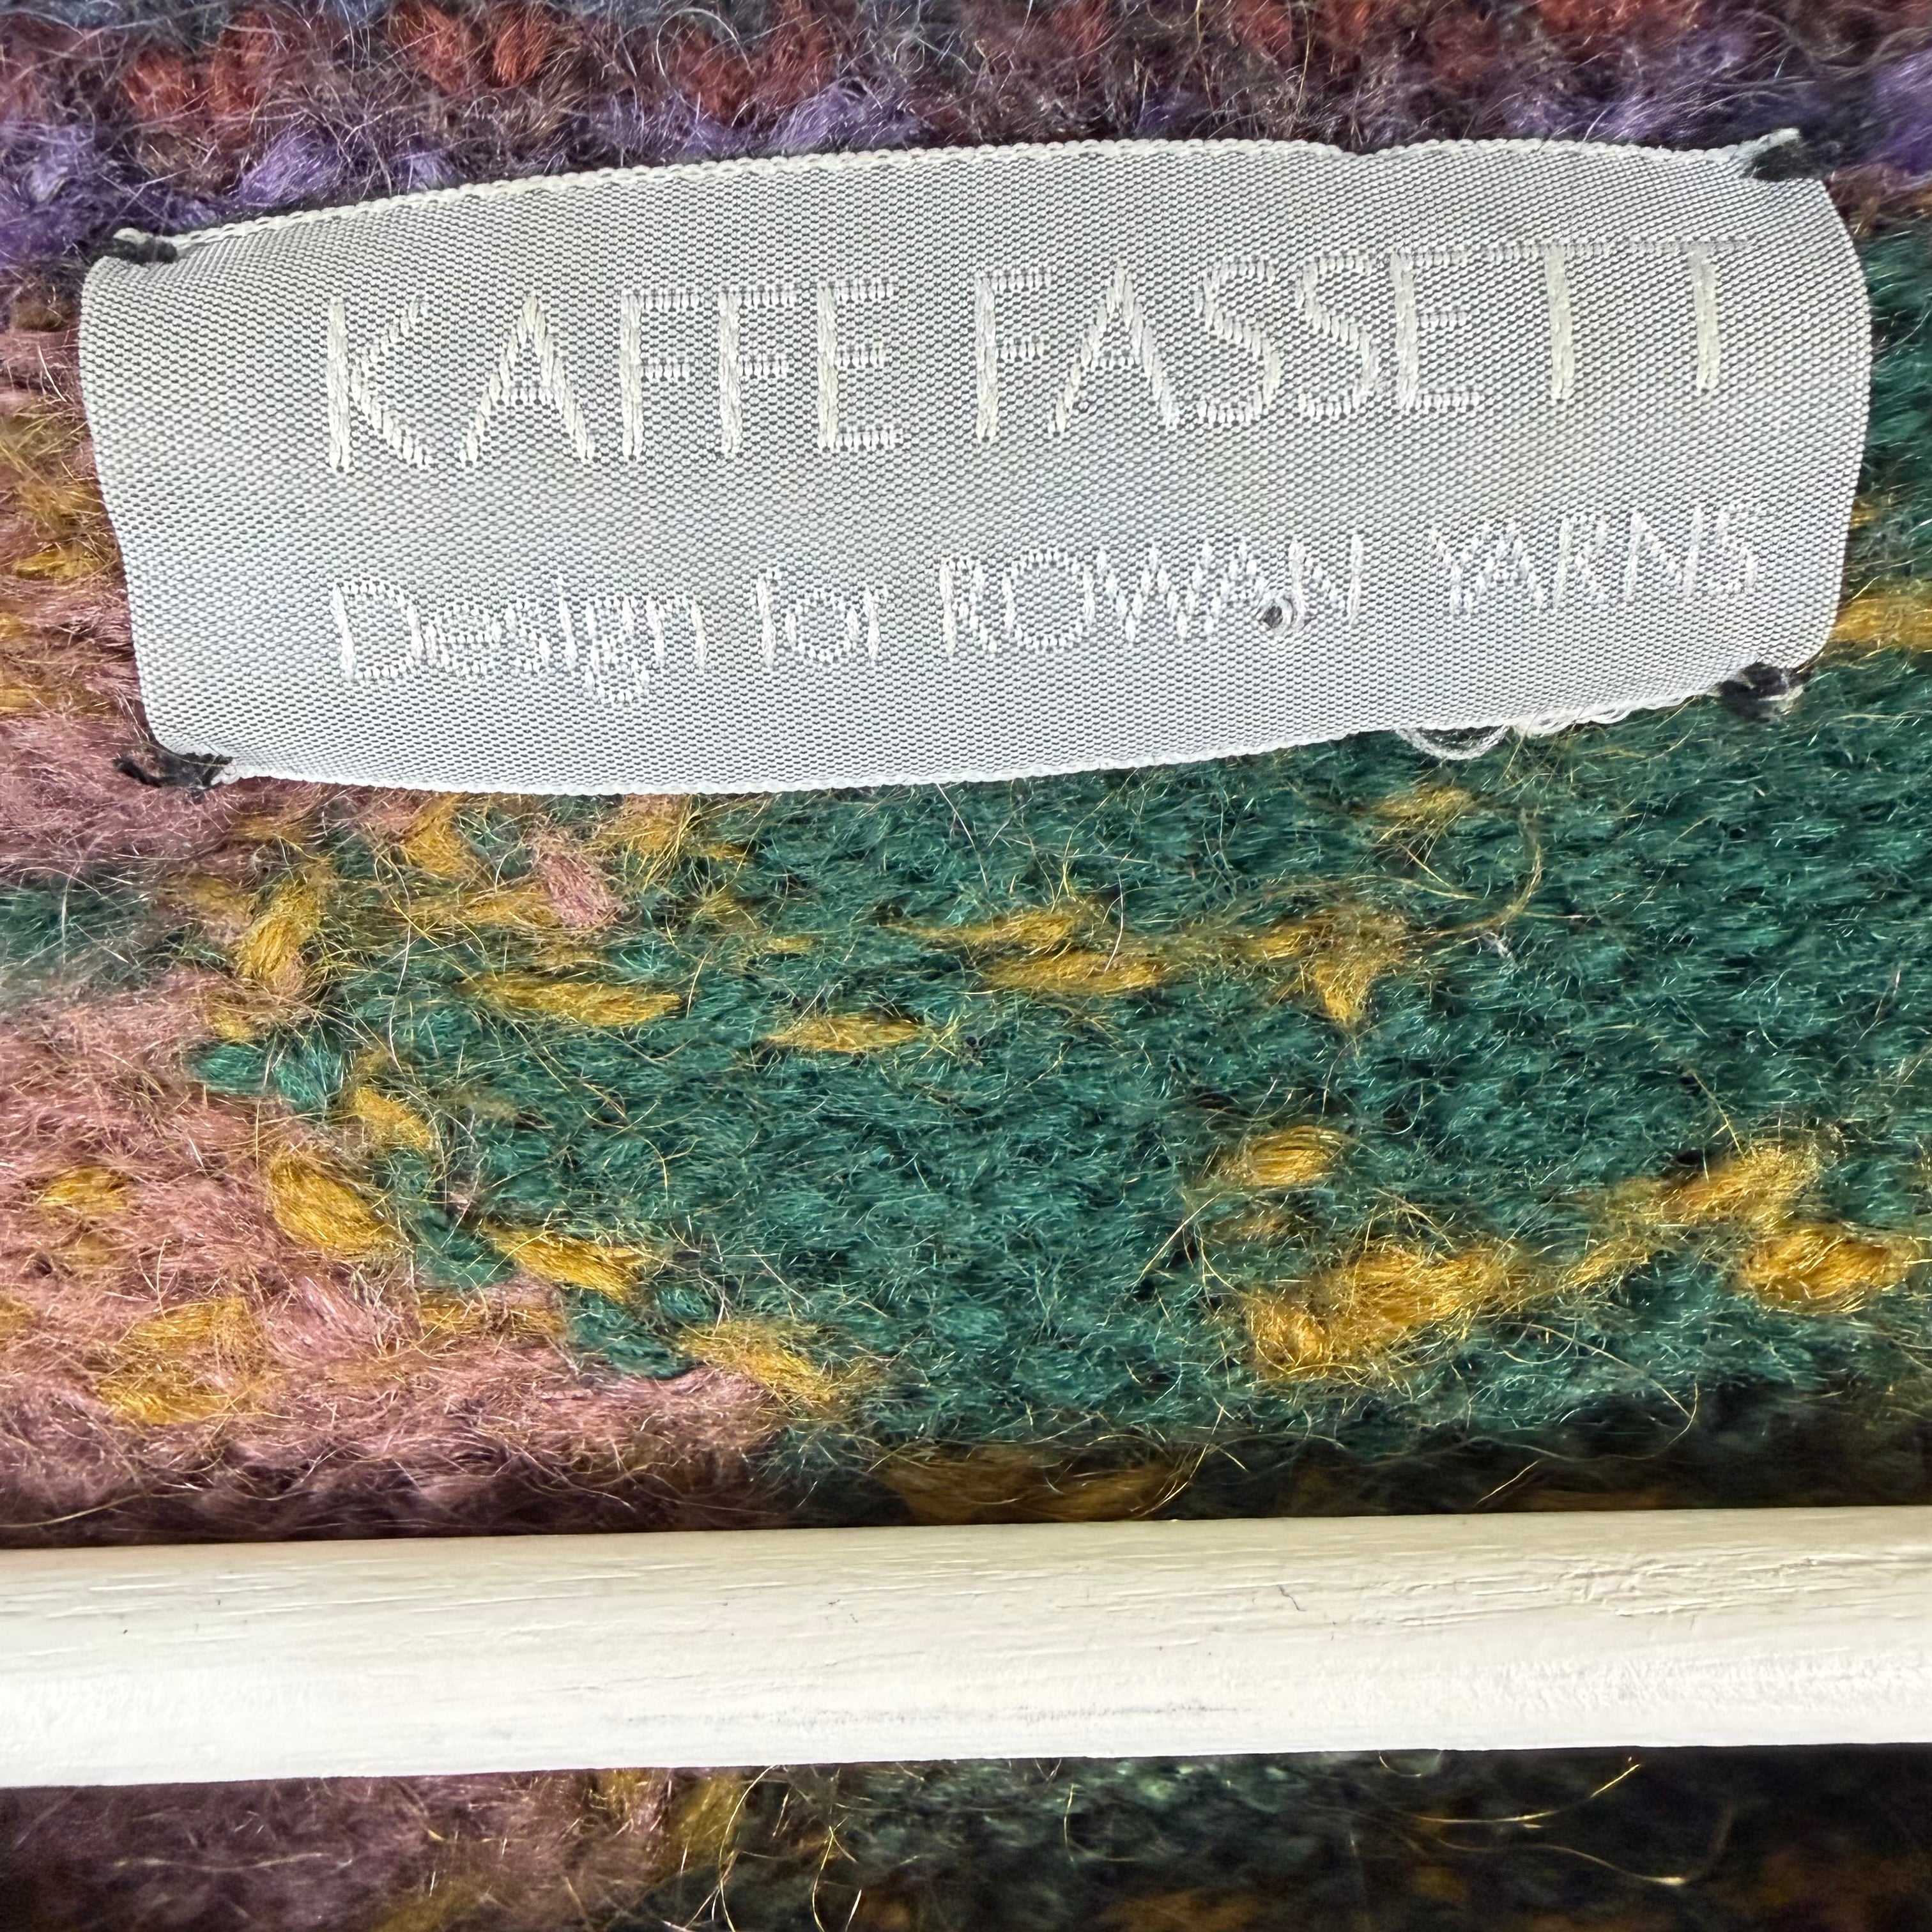 KAFFE FASSETT
Design for ROWAN YARNS